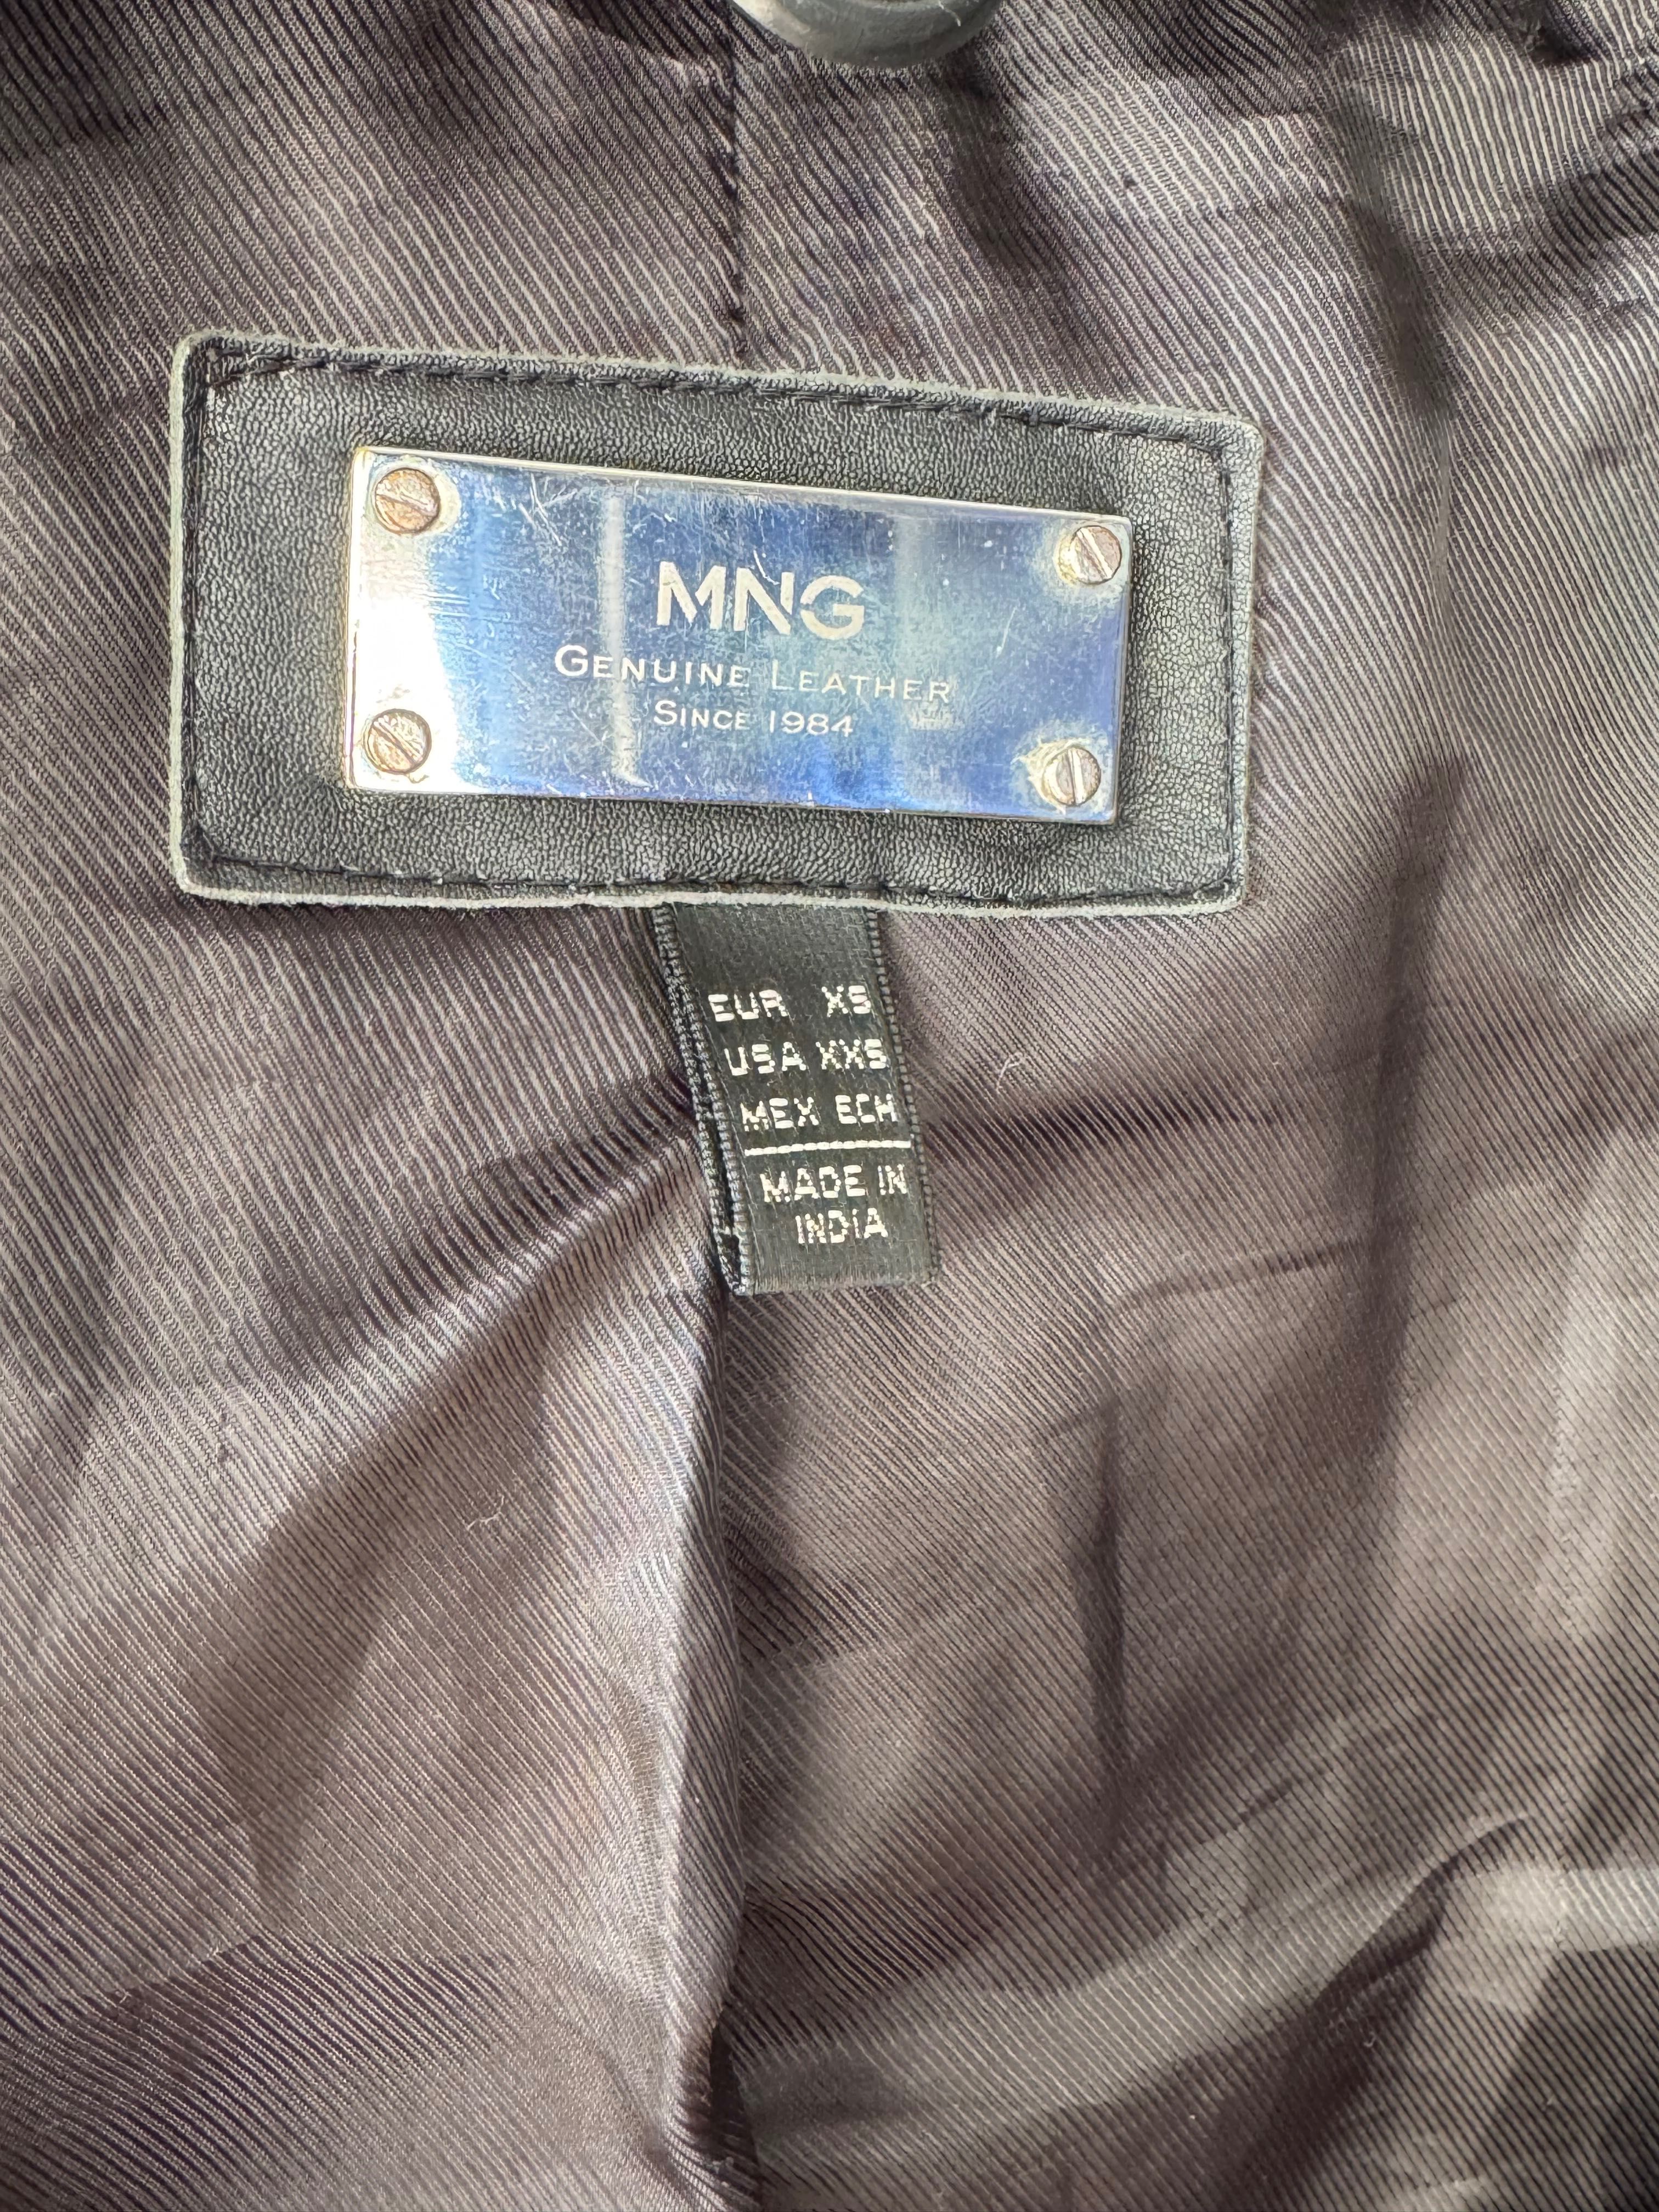 MNG
GENUINE LEATHER
SINCE 1984
EUR XS
USA XXS
MEX ECH
MADE IN
INDIA